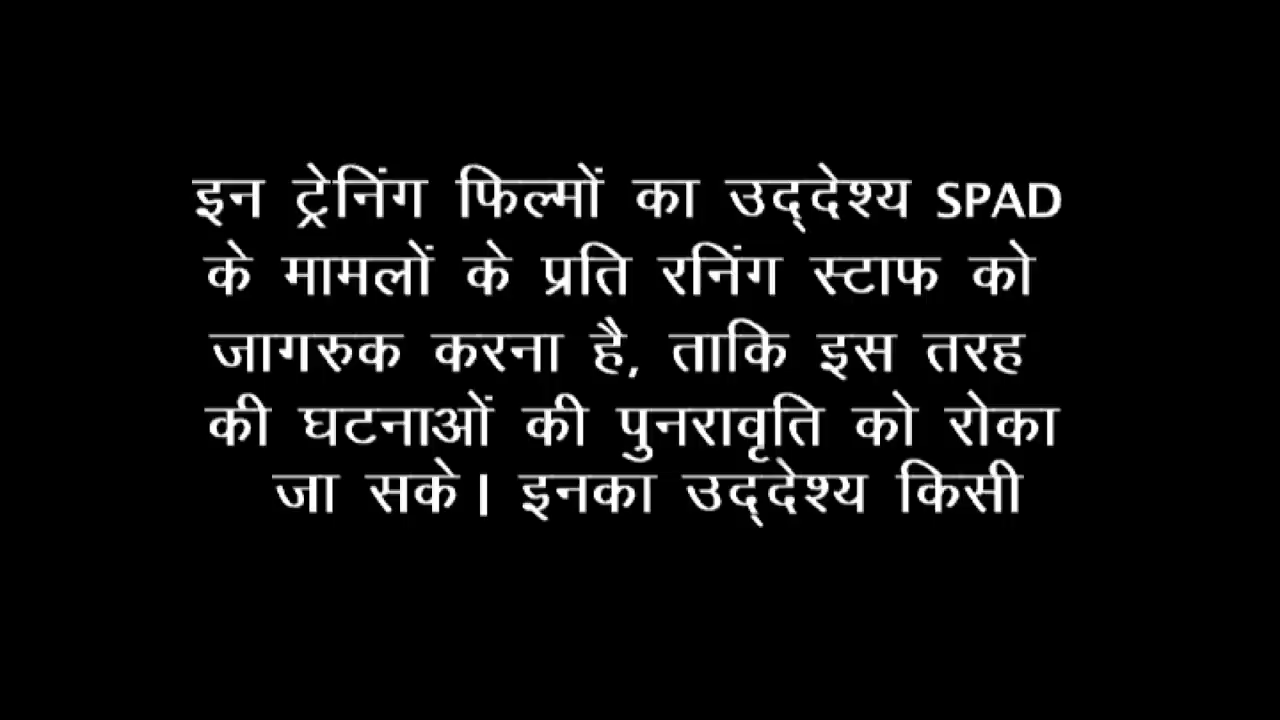 इन ट्रेनिंग फिल्मों का उद्‌देश्य SPAD
के मामलों के प्रति रनिंग स्टाफ को
जागरुक करना है, ताकि इस तरह
की घटनाओं की पुनरावृति को रोका
जा सके। इनका उद्‌देश्य किसी